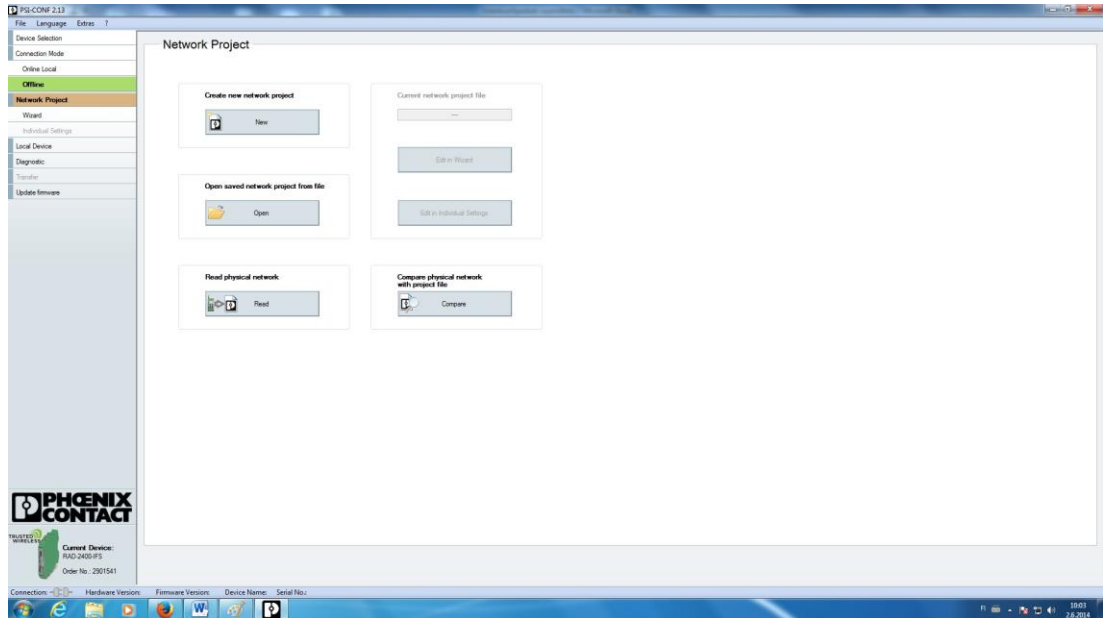 PSI-CONF 2.13
File Language Extras ?
Device Selection
Connection Mode
Online Local
Offline
Network Project
Wizard
Individual Settings
Local Device
Diagnostic
Transfer
Update firmware
Network Project
Create new network project
New
Open saved network project from file
Open
Read physical network
Read
Current network project file
---
Edit in Wizard
Edit in Individual Settings
Compare physical network
with project file
Compare
PHŒNIX
CONTACT
TRUSTED
WIRELESS
Current Device:
RAD-2400-IFS
Order No.: 2901541
Connection: Hardware Version: Firmware Version: Device Name: Serial No.:
FI
10:03
2.6.2014